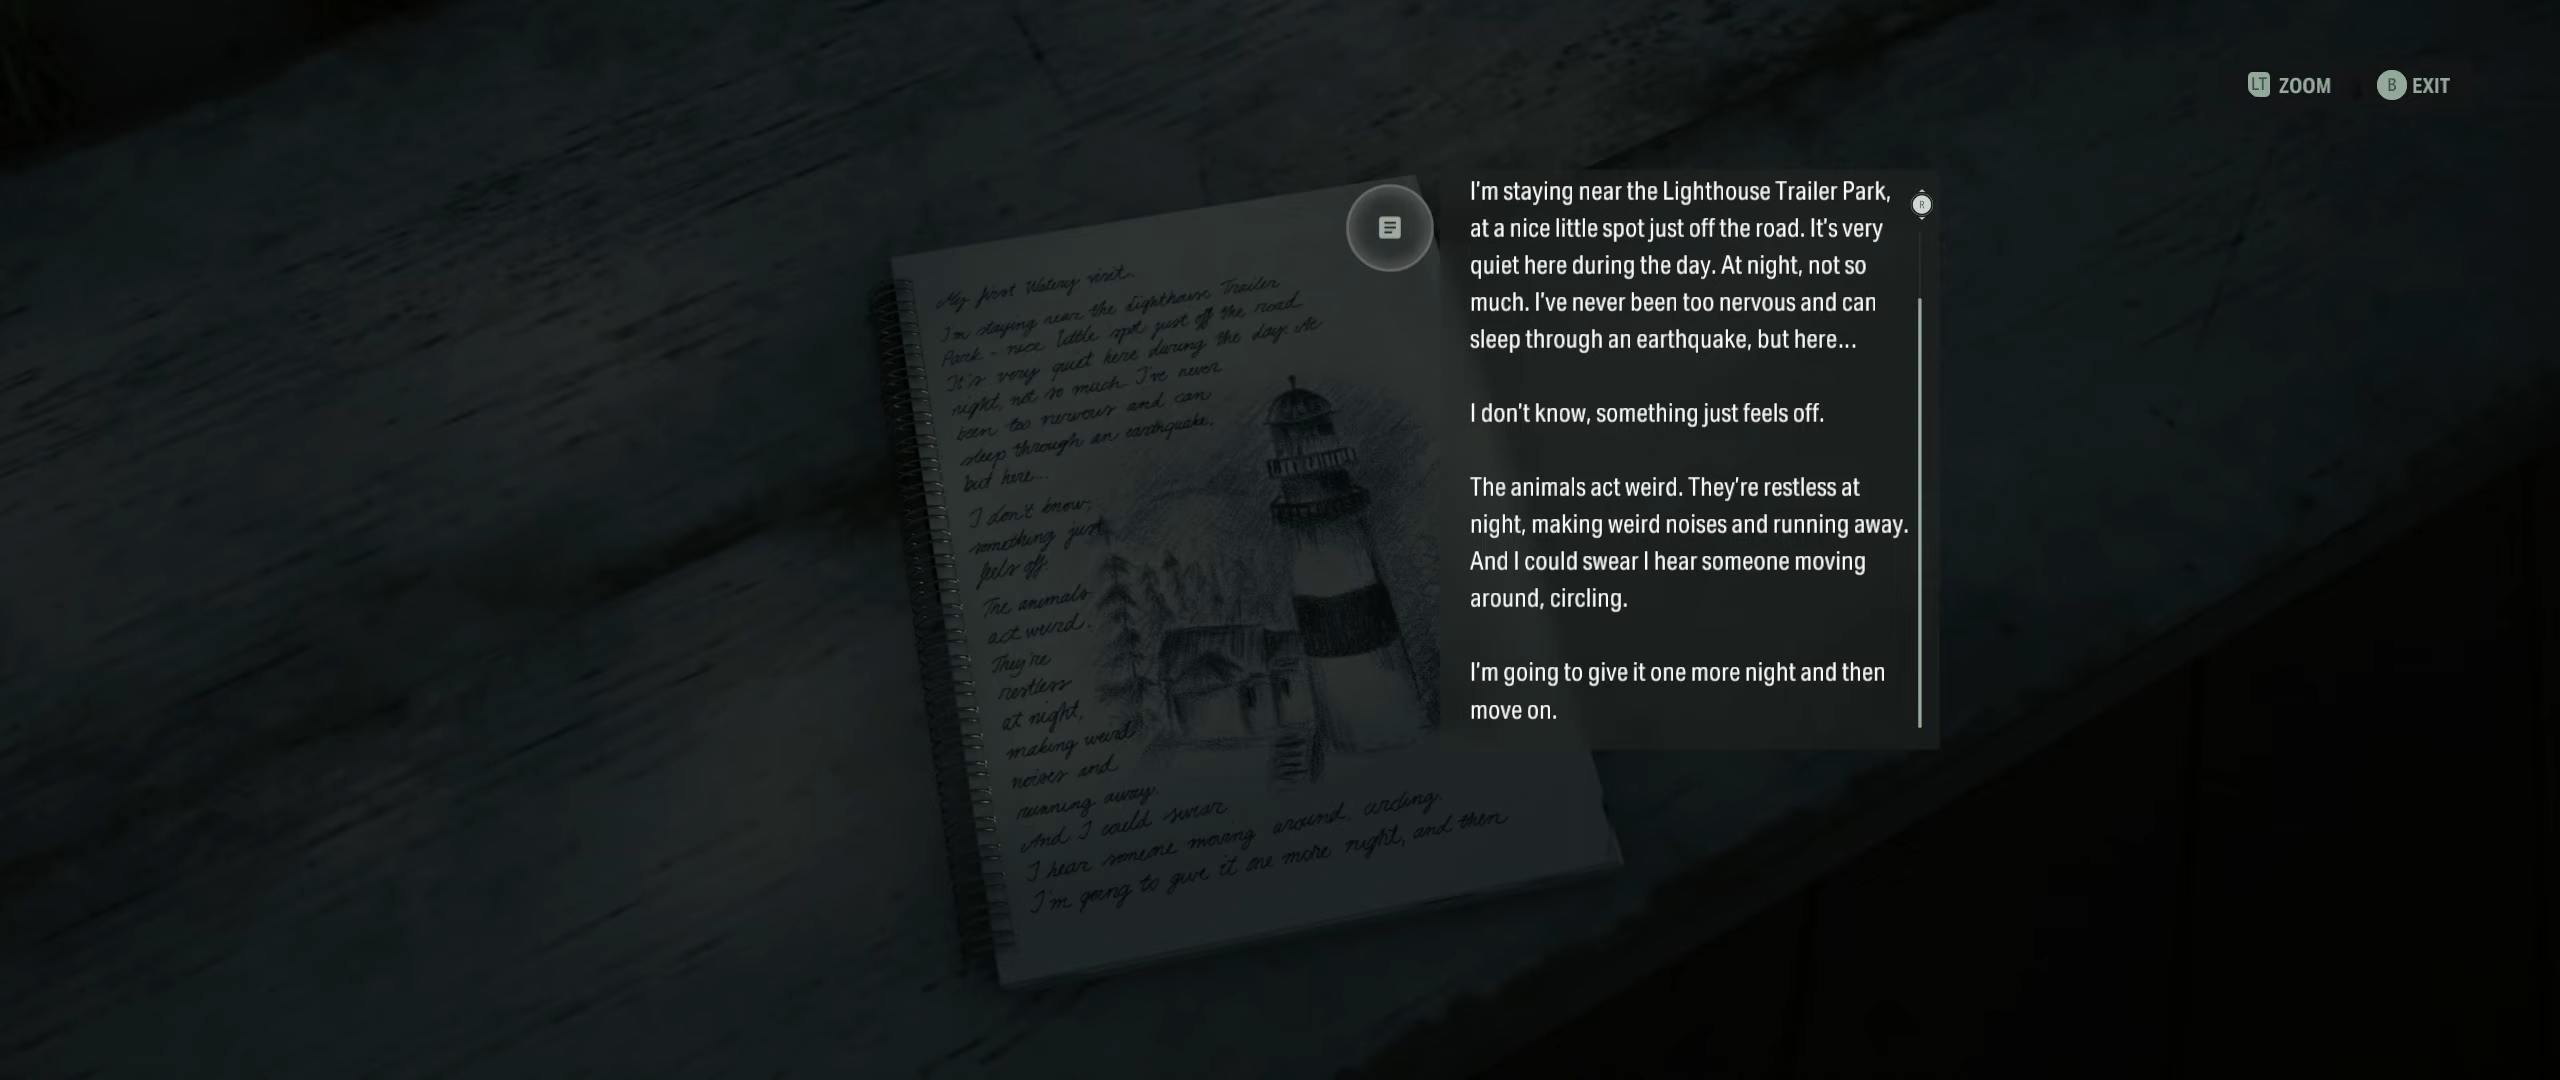 LT ZOOM B EXIT
My first Watery visit.
I'm staying near the Lighthouse Trailer
Park - nice little spot just off the road.
It's very quiet here during the day. At
night, not so much. I've never
been too nervous and can
sleep through an earthquake,
but here...
I don't know,
something just
feels off.
The animals
act weird.
They're
restless
at night,
making weird
noises and
running away.
And I could swear
I hear someone moving around, circling.
I'm going to give it one more night, and then
I'm staying near the Lighthouse Trailer Park,
at a nice little spot just off the road. It's very
quiet here during the day. At night, not so
much. I've never been too nervous and can
sleep through an earthquake, but here...
I don't know, something just feels off.
The animals act weird. They're restless at
night, making weird noises and running away.
And I could swear I hear someone moving
around, circling.
I'm going to give it one more night and then
move on.
R